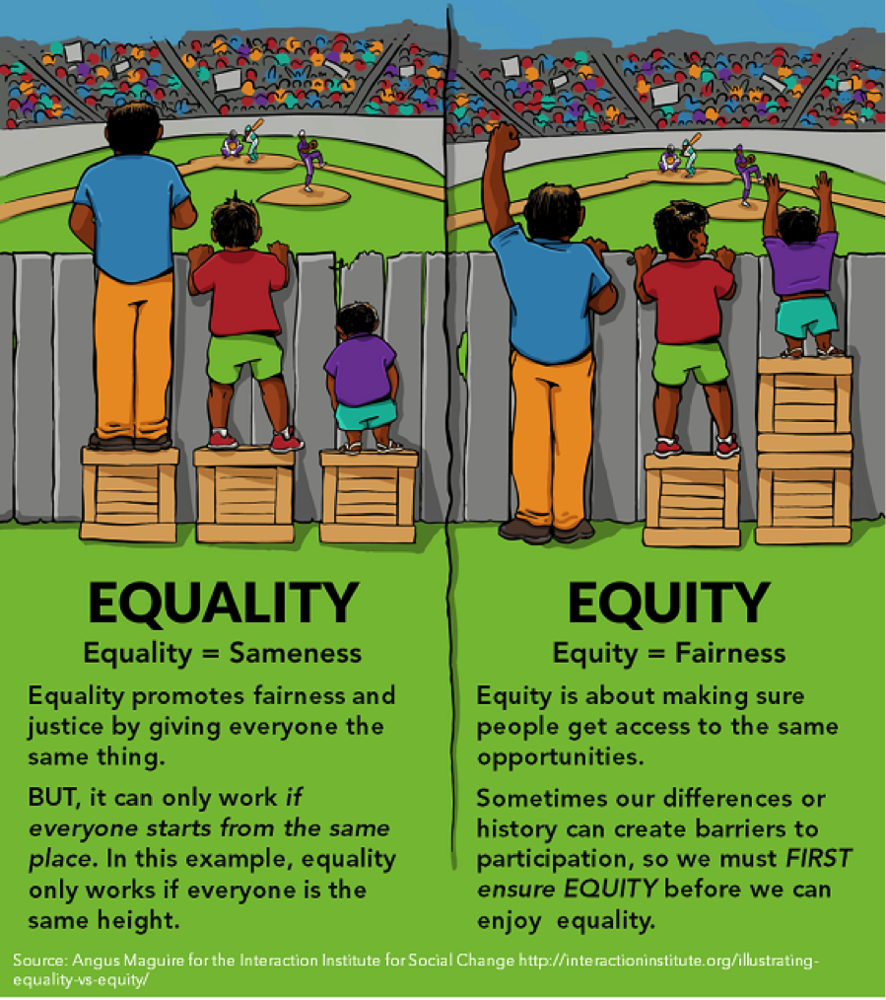 EQUALITY
Equality = Sameness
Equality promotes fairness and
justice by giving everyone the
same thing.
BUT, it can only work if
everyone starts from the same
place. In this example, equality
only works if everyone is the
same height.
EQUITY
Equity = Fairness
Equity is about making sure
people get access to the same
opportunities.
Sometimes our differences or
history can create barriers to
participation, so we must FIRST
ensure EQUITY before we can
enjoy equality.
Source: Angus Maguire for the Interaction Institute for Social Change http://interactioninstitute.org/illustrating-
equality-vs-equity/